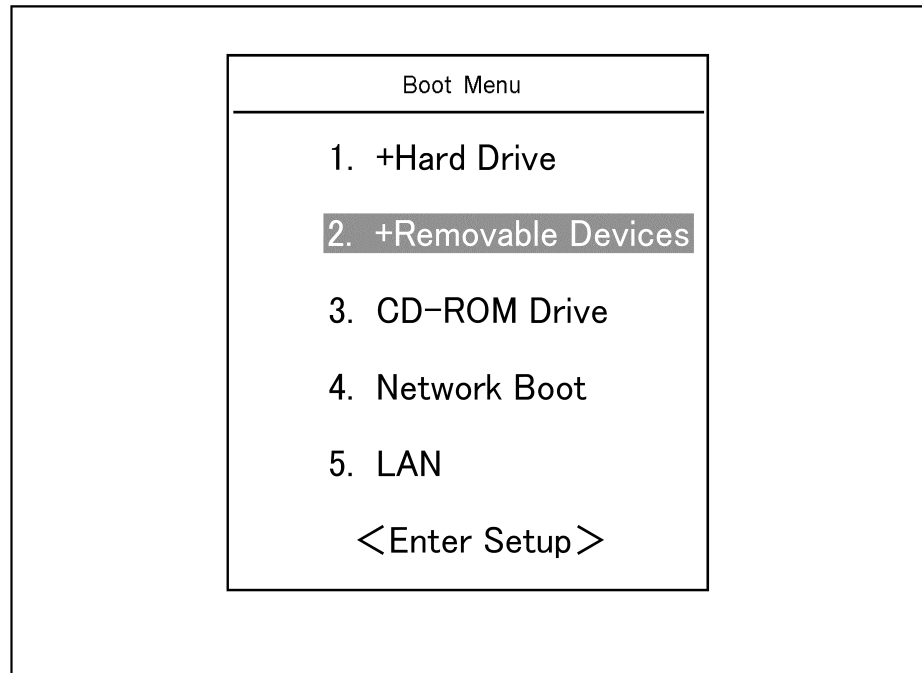 Boot Menu
1. +Hard Drive
2. +Removable Devices
3. CD-ROM Drive
4. Network Boot
5. LAN
<Enter Setup>